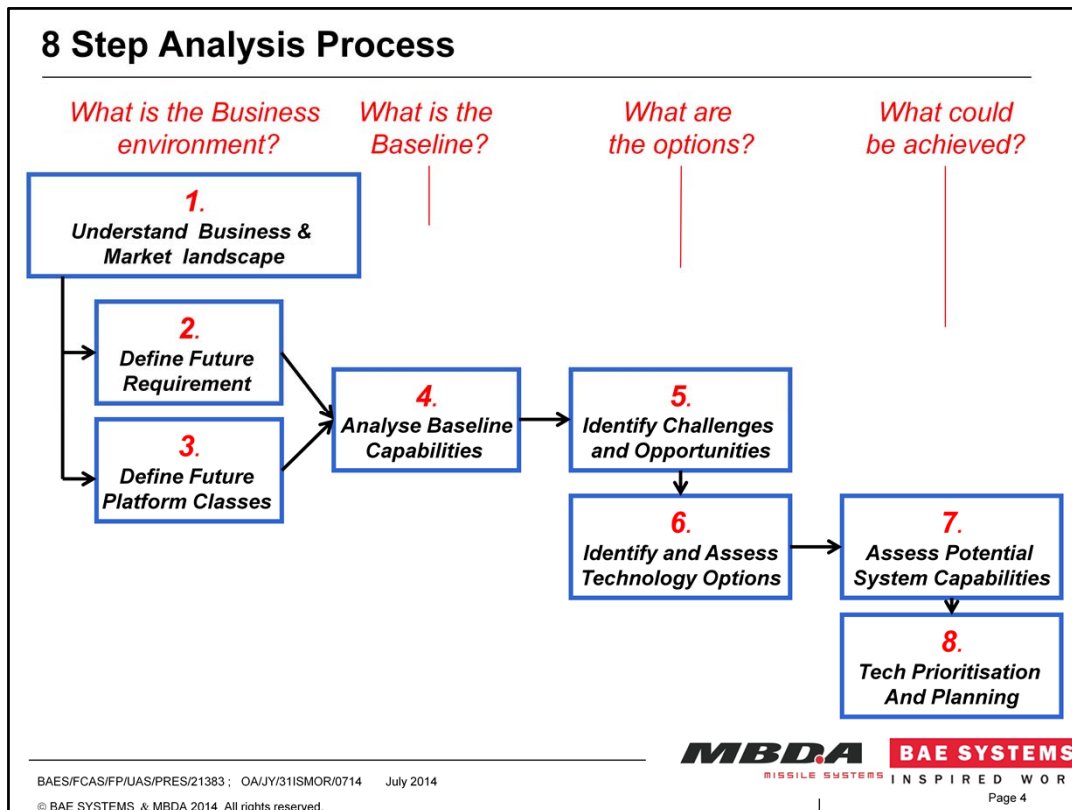 8 Step Analysis Process
What is the Business
environment?
What is the
Baseline?
What are
the options?
What could
be achieved?
1.
Understand Business &
Market landscape
2.
Define Future
Requirement
3.
Define Future
Platform Classes
4.
Analyse Baseline
Capabilities
5.
Identify Challenges
and Opportunities
6.
Identify and Assess
Technology Options
7.
Assess Potential
System Capabilities
8.
Tech Prioritisation
And Planning
BAES/FCAS/FP/UAS/PRES/21383 ; OA/JY/31ISMOR/0714 July 2014
© BAE SYSTEMS & MBDA 2014 All rights reserved.
MBDA
MISSILE SYSTEMS
BAE SYSTEMS
INSPIRED WOR
Page 4